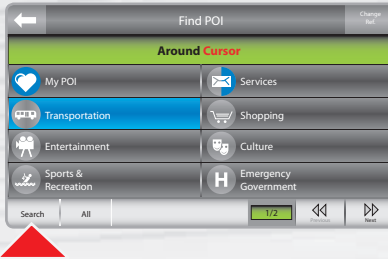 Find POI
Change
Ref.
Around Cursor
My POI
Services
Transportation
Shopping
Entertainment
Culture
Sports &
Recreation
H
Emergency
Government
Search
All
1/2
Previous
Next